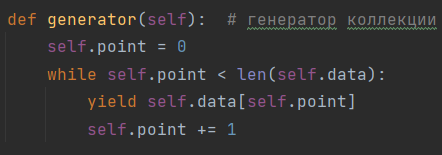 def generator(self):  # генератор коллекции
    self.point = 0
    while self.point < len(self.data):
        yield self.data[self.point]
        self.point += 1